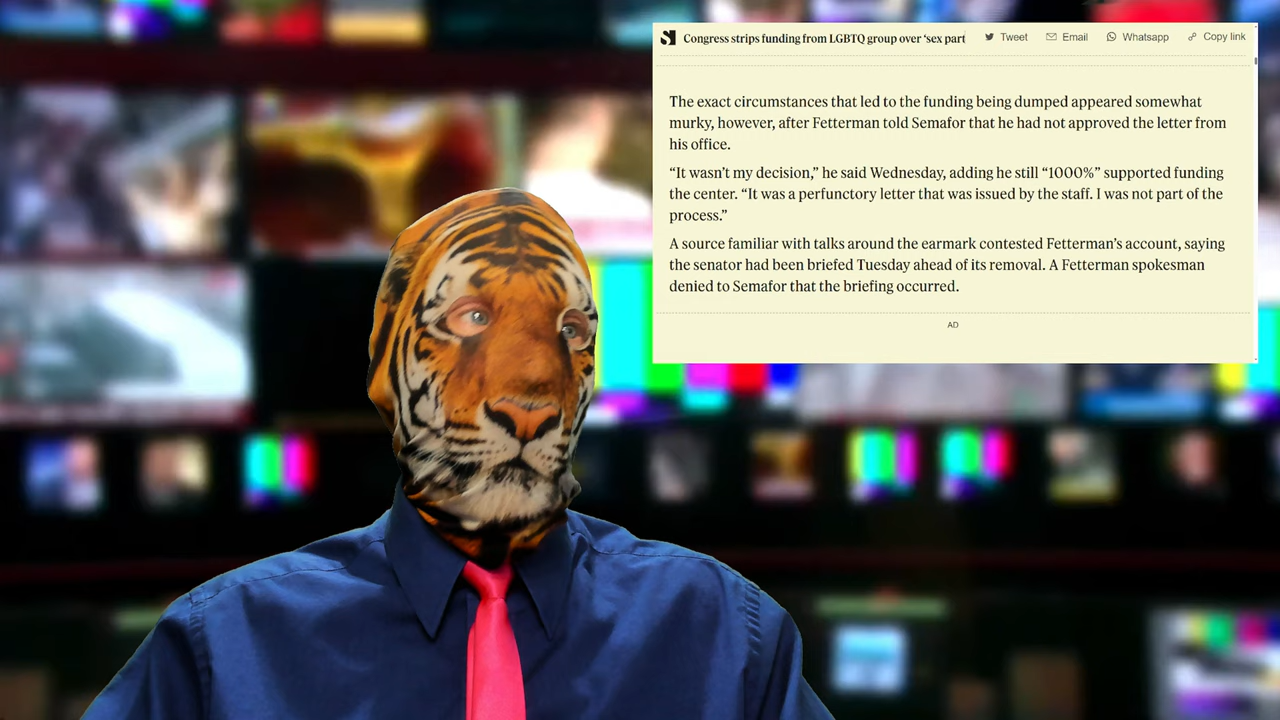 Congress strips funding from LGBTQ group over ‘sex part
Tweet
Email
Whatsapp
Copy link
The exact circumstances that led to the funding being dumped appeared somewhat
murky, however, after Fetterman told Semafor that he had not approved the letter from
his office.
“It wasn’t my decision,” he said Wednesday, adding he still “1000%” supported funding
the center. “It was a perfunctory letter that was issued by the staff. I was not part of the
process.”
A source familiar with talks around the earmark contested Fetterman’s account, saying
the senator had been briefed Tuesday ahead of its removal. A Fetterman spokesman
denied to Semafor that the briefing occurred.
AD